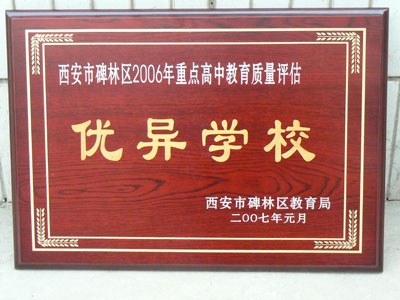 西安市碑林区2006年重点高中教育质量评估
优异学校
西安市碑林区教育局
二〇〇七年元月